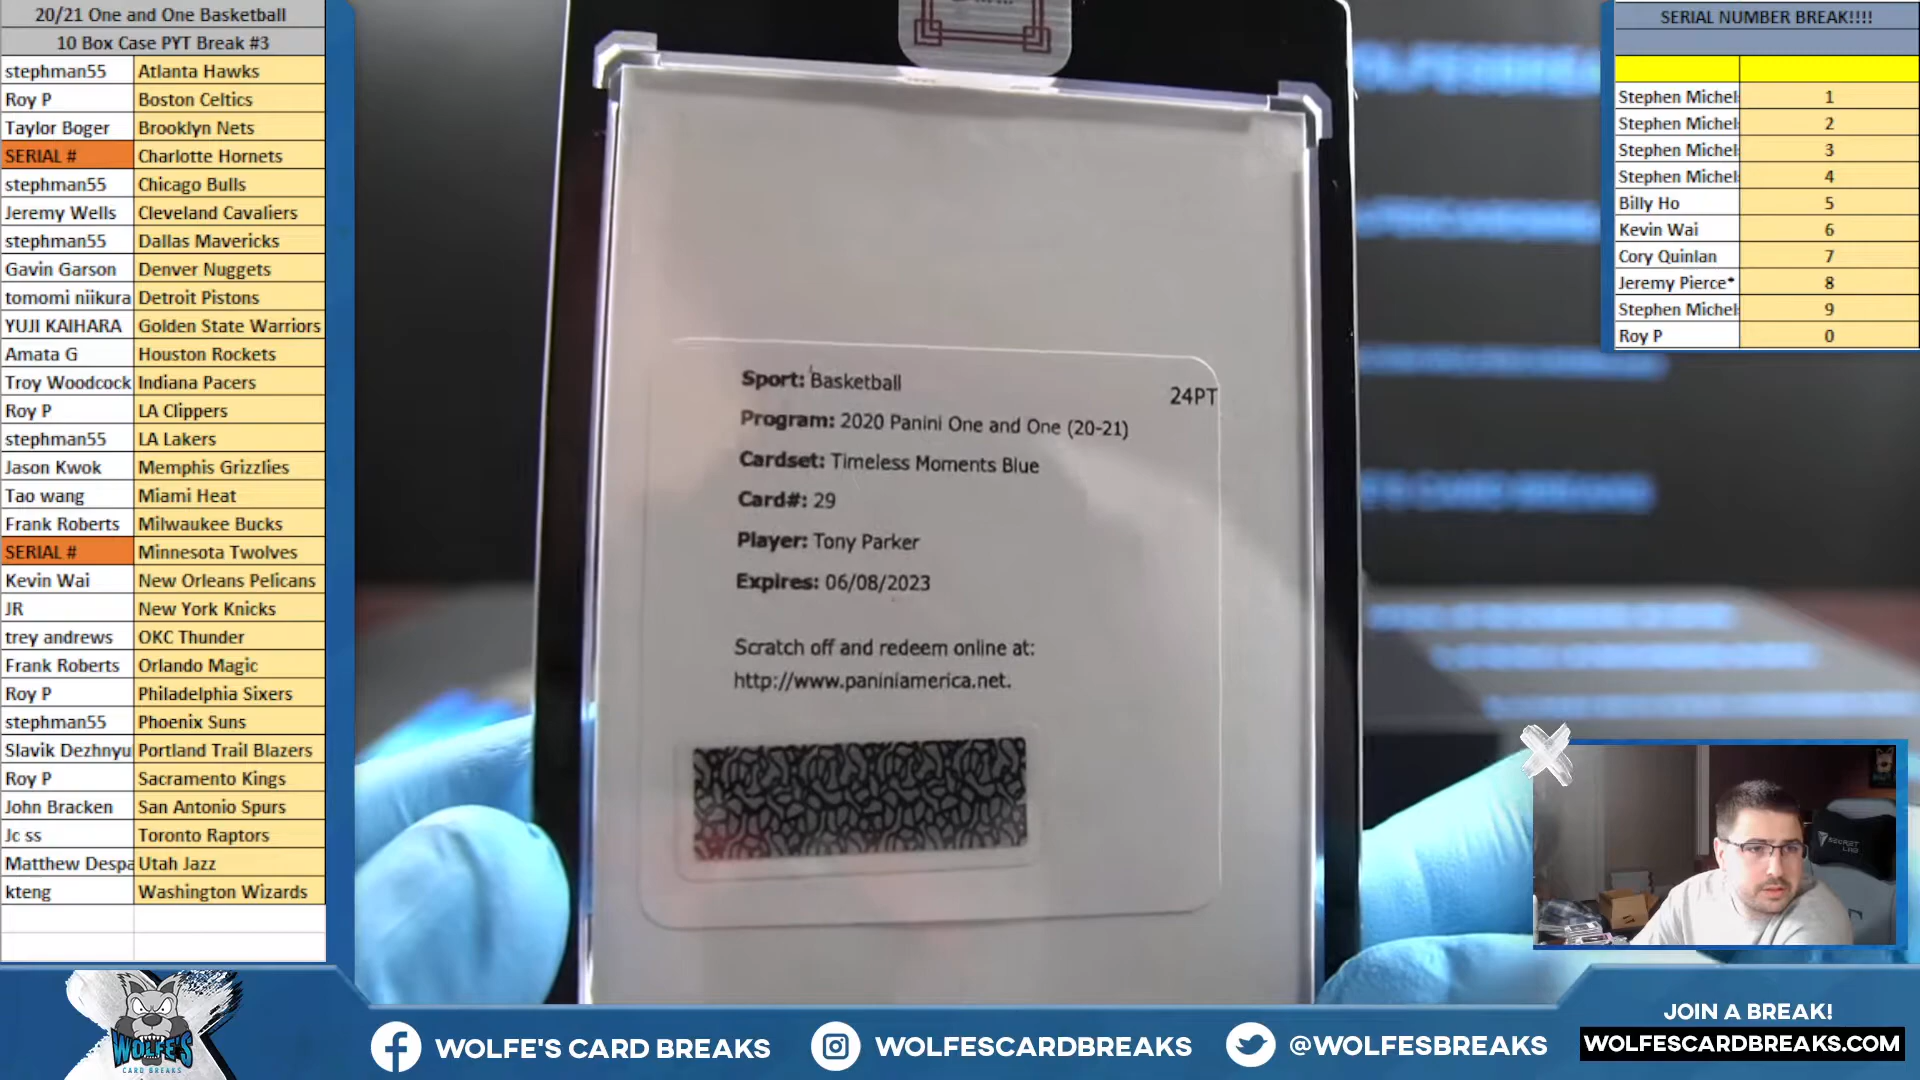 20/21 One and One Basketball
10 Box Case PYT Break #3
stephman55 Atlanta Hawks
Roy P Boston Celtics
Taylor Boger Brooklyn Nets
SERIAL # Charlotte Hornets
stephman55 Chicago Bulls
Jeremy Wells Cleveland Cavaliers
stephman55 Dallas Mavericks
Gavin Garson Denver Nuggets
tomomi niikura Detroit Pistons
YUJI KAIHARA Golden State Warriors
Amata G Houston Rockets
Troy Woodcock Indiana Pacers
Roy P LA Clippers
stephman55 LA Lakers
Jason Kwok Memphis Grizzlies
Tao wang Miami Heat
Frank Roberts Milwaukee Bucks
SERIAL # Minnesota Twolves
Kevin Wai New Orleans Pelicans
JR New York Knicks
trey andrews OKC Thunder
Frank Roberts Orlando Magic
Roy P Philadelphia Sixers
stephman55 Phoenix Suns
Slavik Dezhnyu Portland Trail Blazers
Roy P Sacramento Kings
John Bracken San Antonio Spurs
Jc ss Toronto Raptors
Matthew Despa Utah Jazz
kteng Washington Wizards
Sport: Basketball
24PT
Program: 2020 Panini One and One (20-21)
Cardset: Timeless Moments Blue
Card#: 29
Player: Tony Parker
Expires: 06/08/2023
Scratch off and redeem online at:
http://www.paniniamerica.net.
SERIAL NUMBER BREAK!!!!
Stephen Michel 1
Stephen Michel 2
Stephen Michel 3
Stephen Michel 4
Billy Ho 5
Kevin Wai 6
Cory Quinlan 7
Jeremy Pierce* 8
Stephen Michel 9
Roy P 0
SECRET LAB
WOLFE'S
CARD BREAKS
WOLFE'S CARD BREAKS
WOLFESCARDBREAKS
@WOLFESBREAKS
JOIN A BREAK!
WOLFESCARDBREAKS.COM